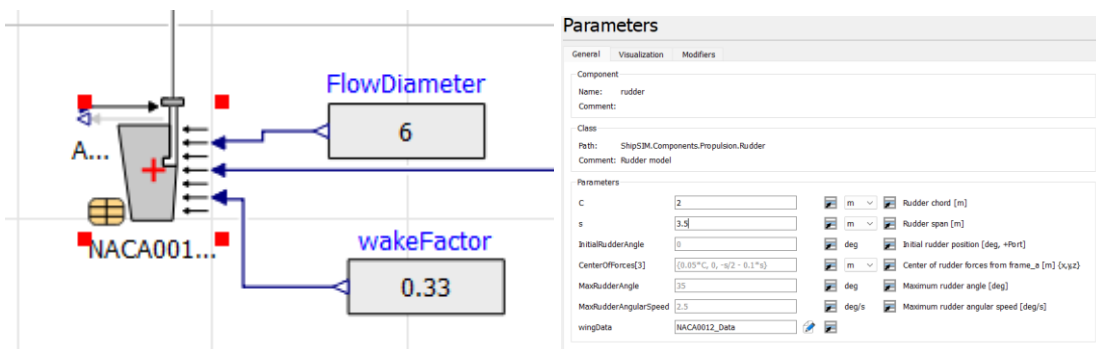 FlowDiameter
6
A...
NACA001...
wakeFactor
0.33
Parameters
General Visualization Modifiers
Component
Name: rudder
Comment:
Class
Path: ShipSIM.Components.Propulsion.Rudder
Comment: Rudder model
Parameters
C 2 m Rudder chord [m]
s 3.5 m Rudder span [m]
InitialRudderAngle 0 deg Initial rudder position [deg, +Port]
CenterOfForces[3] {0.05*C, 0, -s/2 - 0.1*s} m Center of rudder forces from frame_a [m] {x,y,z}
MaxRudderAngle 35 deg Maximum rudder angle [deg]
MaxRudderAngularSpeed 2.5 deg/s Maximum rudder angular speed [deg/s]
wingData NACA0012_Data